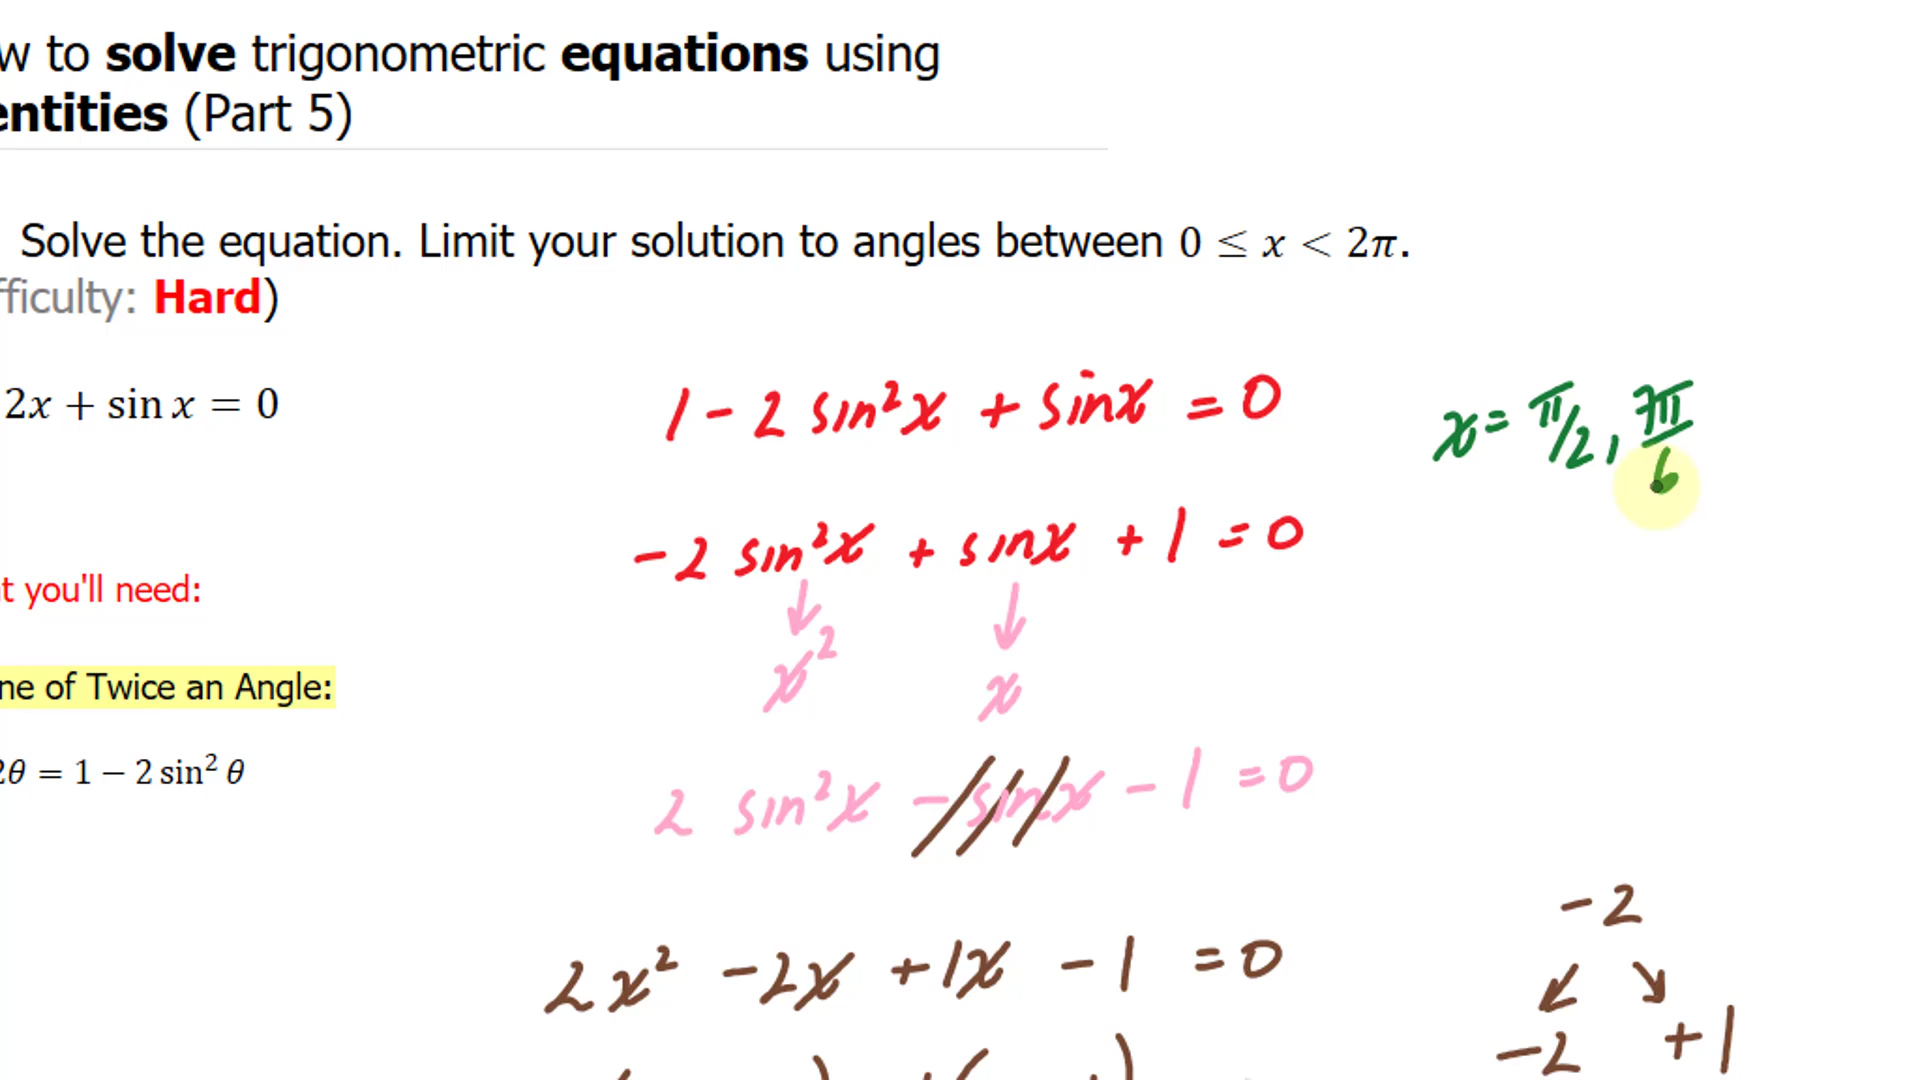 w to solve trigonometric equations using
entities (Part 5)
Solve the equation. Limit your solution to angles between 0 ≤ x < 2π.
fficulty: Hard)
2x + sin x = 0
1 - 2 sin²x + sinx = 0
x = π/2, 7π/6
-2 sin²x + sinx + 1 = 0
t you'll need:
x² x
ne of Twice an Angle:
2θ = 1 − 2 sin² θ
2 sin²x - sinx - 1 = 0
-2
2x² -2x +1x -1 = 0
-2 +1